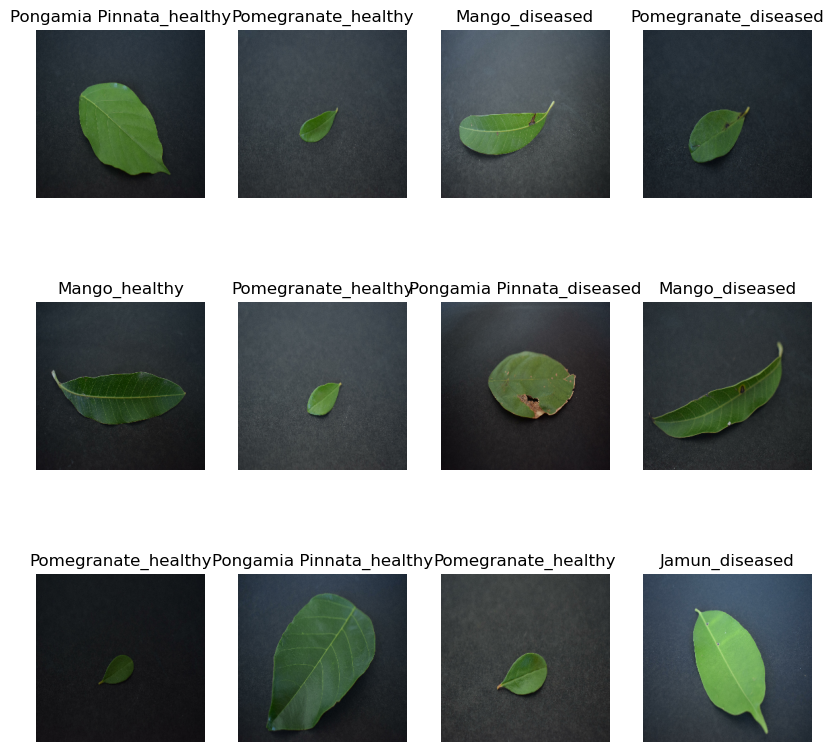 Pongamia Pinnata_healthy
Pomegranate_healthy
Mango_diseased
Pomegranate_diseased
Mango_healthy
Pomegranate_healthy
Pongamia Pinnata_diseased
Mango_diseased
Pomegranate_healthy
Pongamia Pinnata_healthy
Pomegranate_healthy
Jamun_diseased